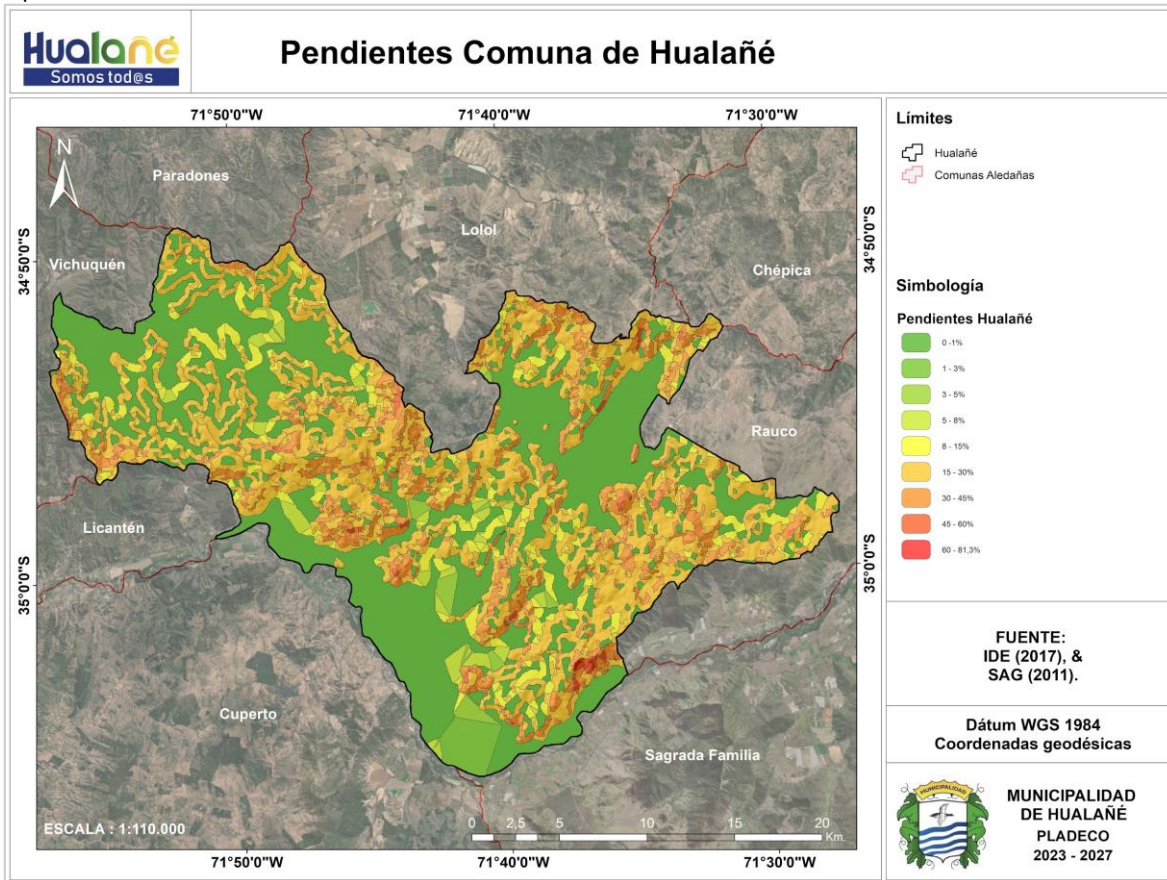 Hualañé
Somos tod@s
Pendientes Comuna de Hualañé
71°50'0"W
71°40'0"W
71°30'0"W
N
Paradones
Lolol
Vichuquén
Chépica
34°50'0"S
34°50'0"S
Rauco
Licantén
35°0'0"S
35°0'0"S
Cuperto
Sagrada Familia
ESCALA : 1:110.000
0 2,5 5 10 15 20
Km.
71°50'0"W
71°40'0"W
71°30'0"W
Límites
Hualañé
Comunas Aledañas
Simbología
Pendientes Hualañé
0 -1%
1 - 3%
3 - 5%
5 - 8%
8 - 15%
15 - 30%
30 - 45%
45 - 60%
60 - 81,3%
FUENTE:
IDE (2017), &
SAG (2011).
Dátum WGS 1984
Coordenadas geodésicas
MUNICIPALIDAD
MUNICIPALIDAD
DE HUALAÑÉ
PLADECO
2023 - 2027